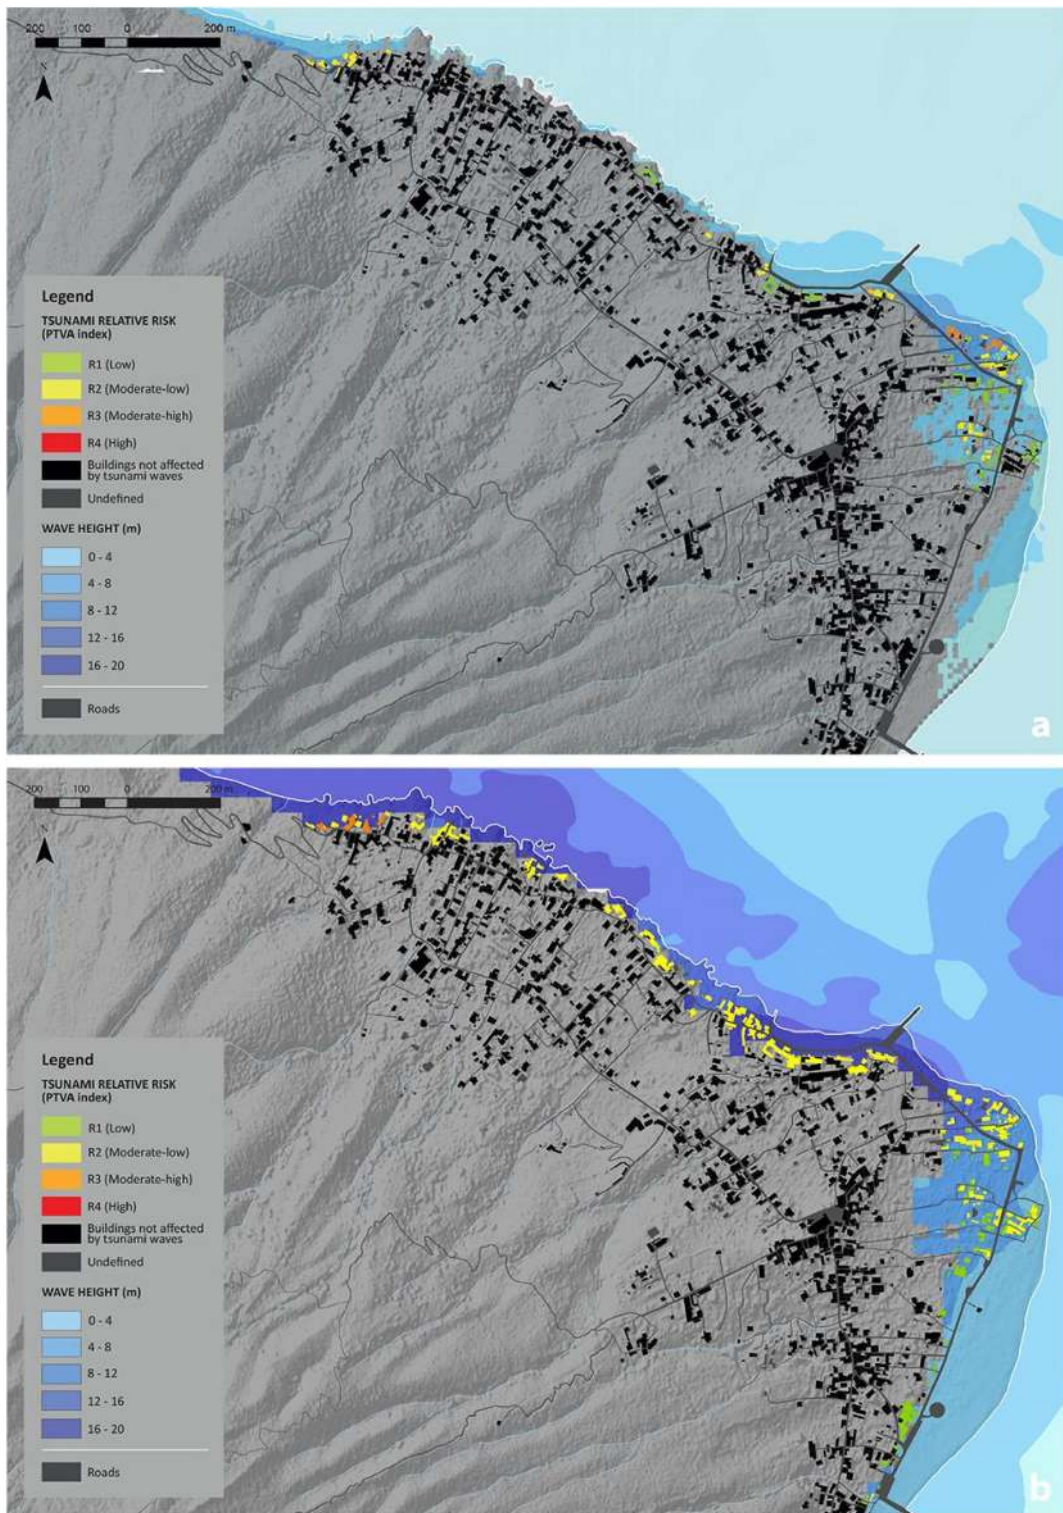 200 100 0 200 m
N
Legend
TSUNAMI RELATIVE RISK
(PTVA index)
R1 (Low)
R2 (Moderate-low)
R3 (Moderate-high)
R4 (High)
Buildings not affected
by tsunami waves
Undefined
WAVE HEIGHT (m)
0 - 4
4 - 8
8 - 12
12 - 16
16 - 20
Roads
a
200 100 0 200 m
N
Legend
TSUNAMI RELATIVE RISK
(PTVA index)
R1 (Low)
R2 (Moderate-low)
R3 (Moderate-high)
R4 (High)
Buildings not affected
by tsunami waves
Undefined
WAVE HEIGHT (m)
0 - 4
4 - 8
8 - 12
12 - 16
16 - 20
Roads
b